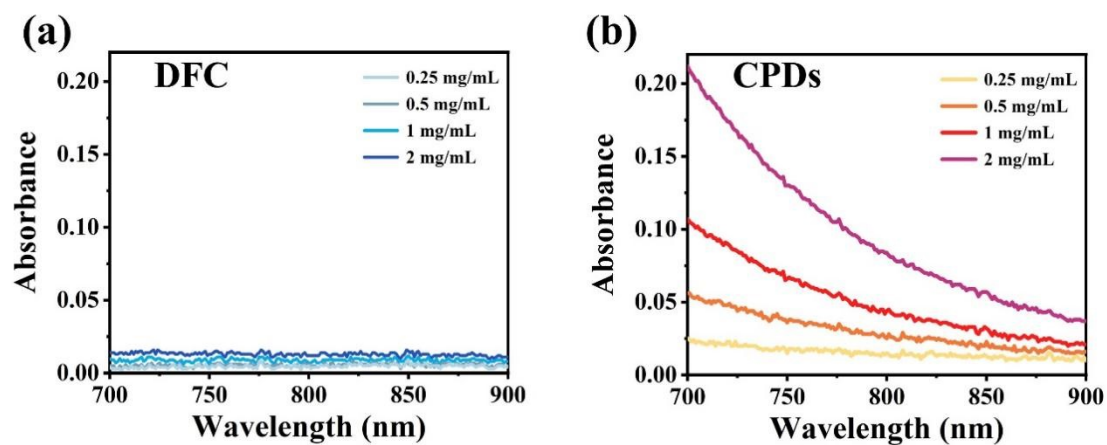 (a)
DFC
0.25 mg/mL
0.5 mg/mL
1 mg/mL
2 mg/mL
0.20
0.15
0.10
0.05
0.00
Absorbance
700
750
800
850
900
Wavelength (nm)
(b)
CPDs
0.25 mg/mL
0.5 mg/mL
1 mg/mL
2 mg/mL
0.20
0.15
0.10
0.05
0.00
Absorbance
700
750
800
850
900
Wavelength (nm)